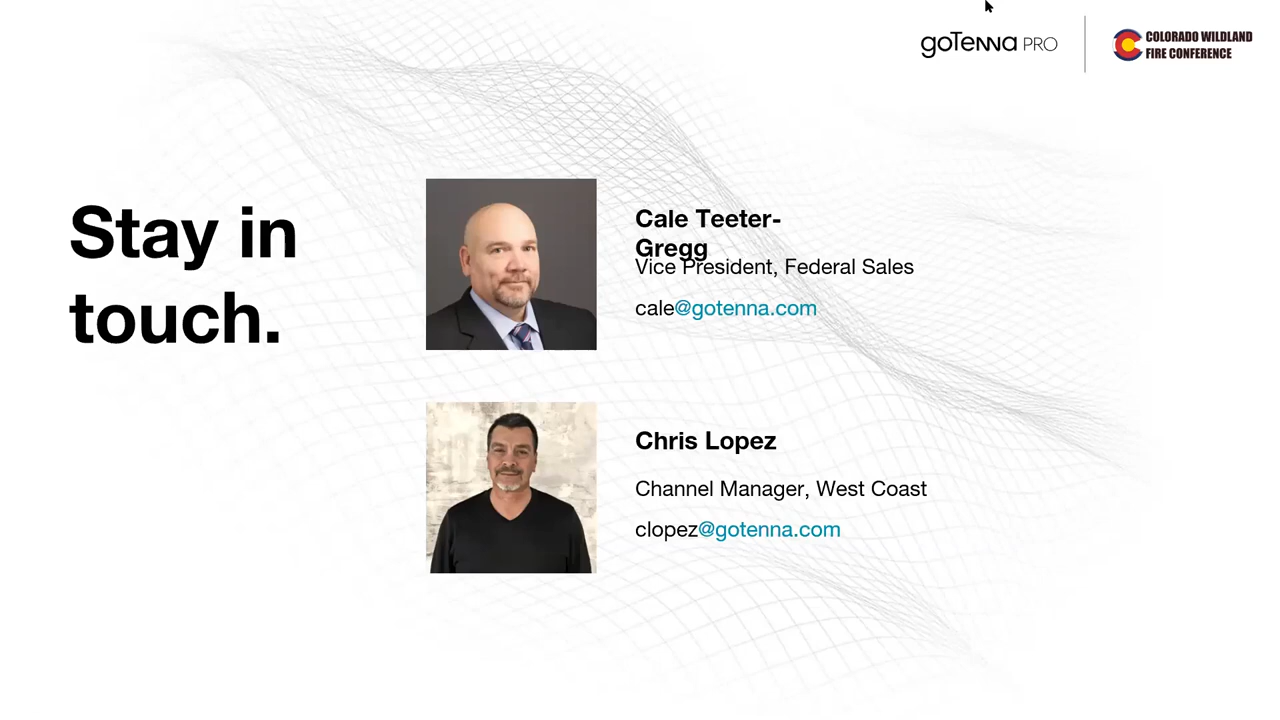 goTenna PRO
COLORADO WILDLAND
FIRE CONFERENCE
Stay in
touch.
Cale Teeter-
Gregg
Vice President, Federal Sales
cale@gotenna.com
Chris Lopez
Channel Manager, West Coast
clopez@gotenna.com